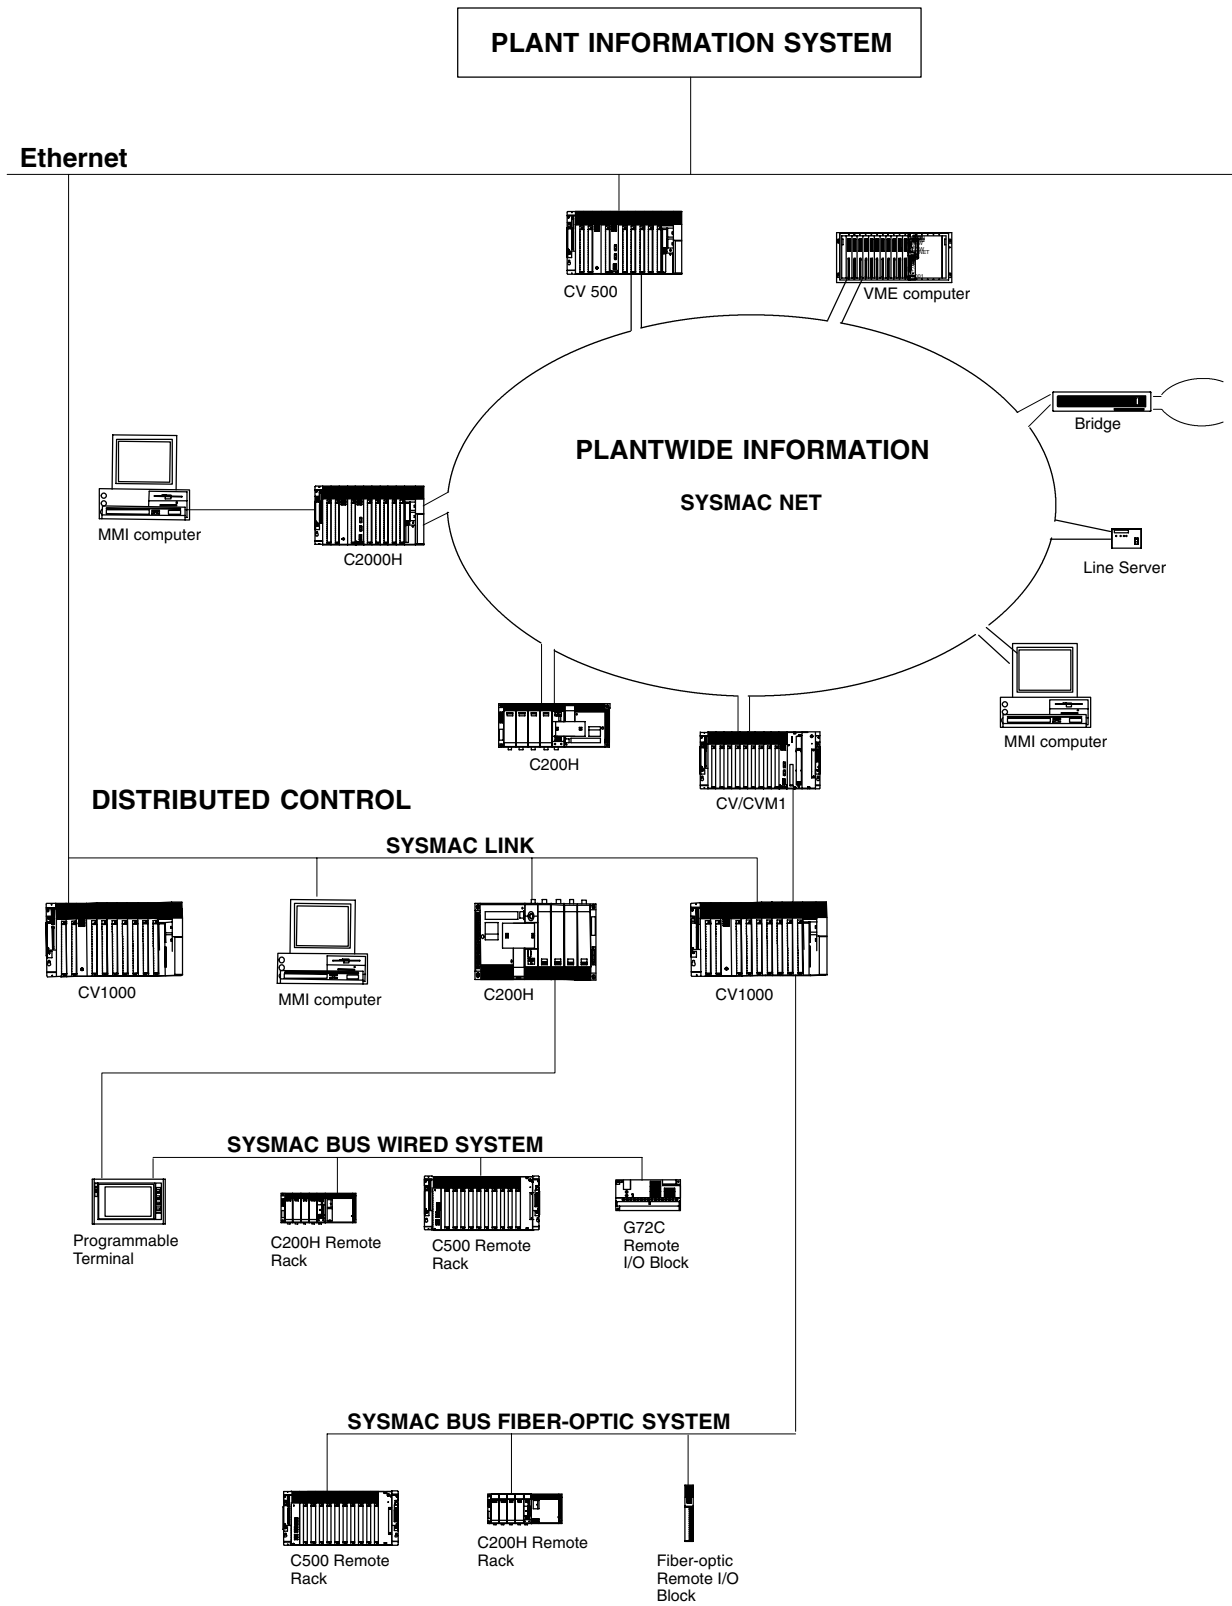 PLANT INFORMATION SYSTEM
Ethernet
CV 500
VME computer
Bridge
PLANTWIDE INFORMATION
SYSMAC NET
MMI computer
C2000H
Line Server
MMI computer
C200H
CV/CVM1
DISTRIBUTED CONTROL
SYSMAC LINK
CV1000
MMI computer
C200H
CV1000
SYSMAC BUS WIRED SYSTEM
Programmable
Terminal
C200H Remote
Rack
C500 Remote
Rack
G72C
Remote
I/O Block
SYSMAC BUS FIBER-OPTIC SYSTEM
C500 Remote
Rack
C200H Remote
Rack
Fiber-optic
Remote I/O
Block